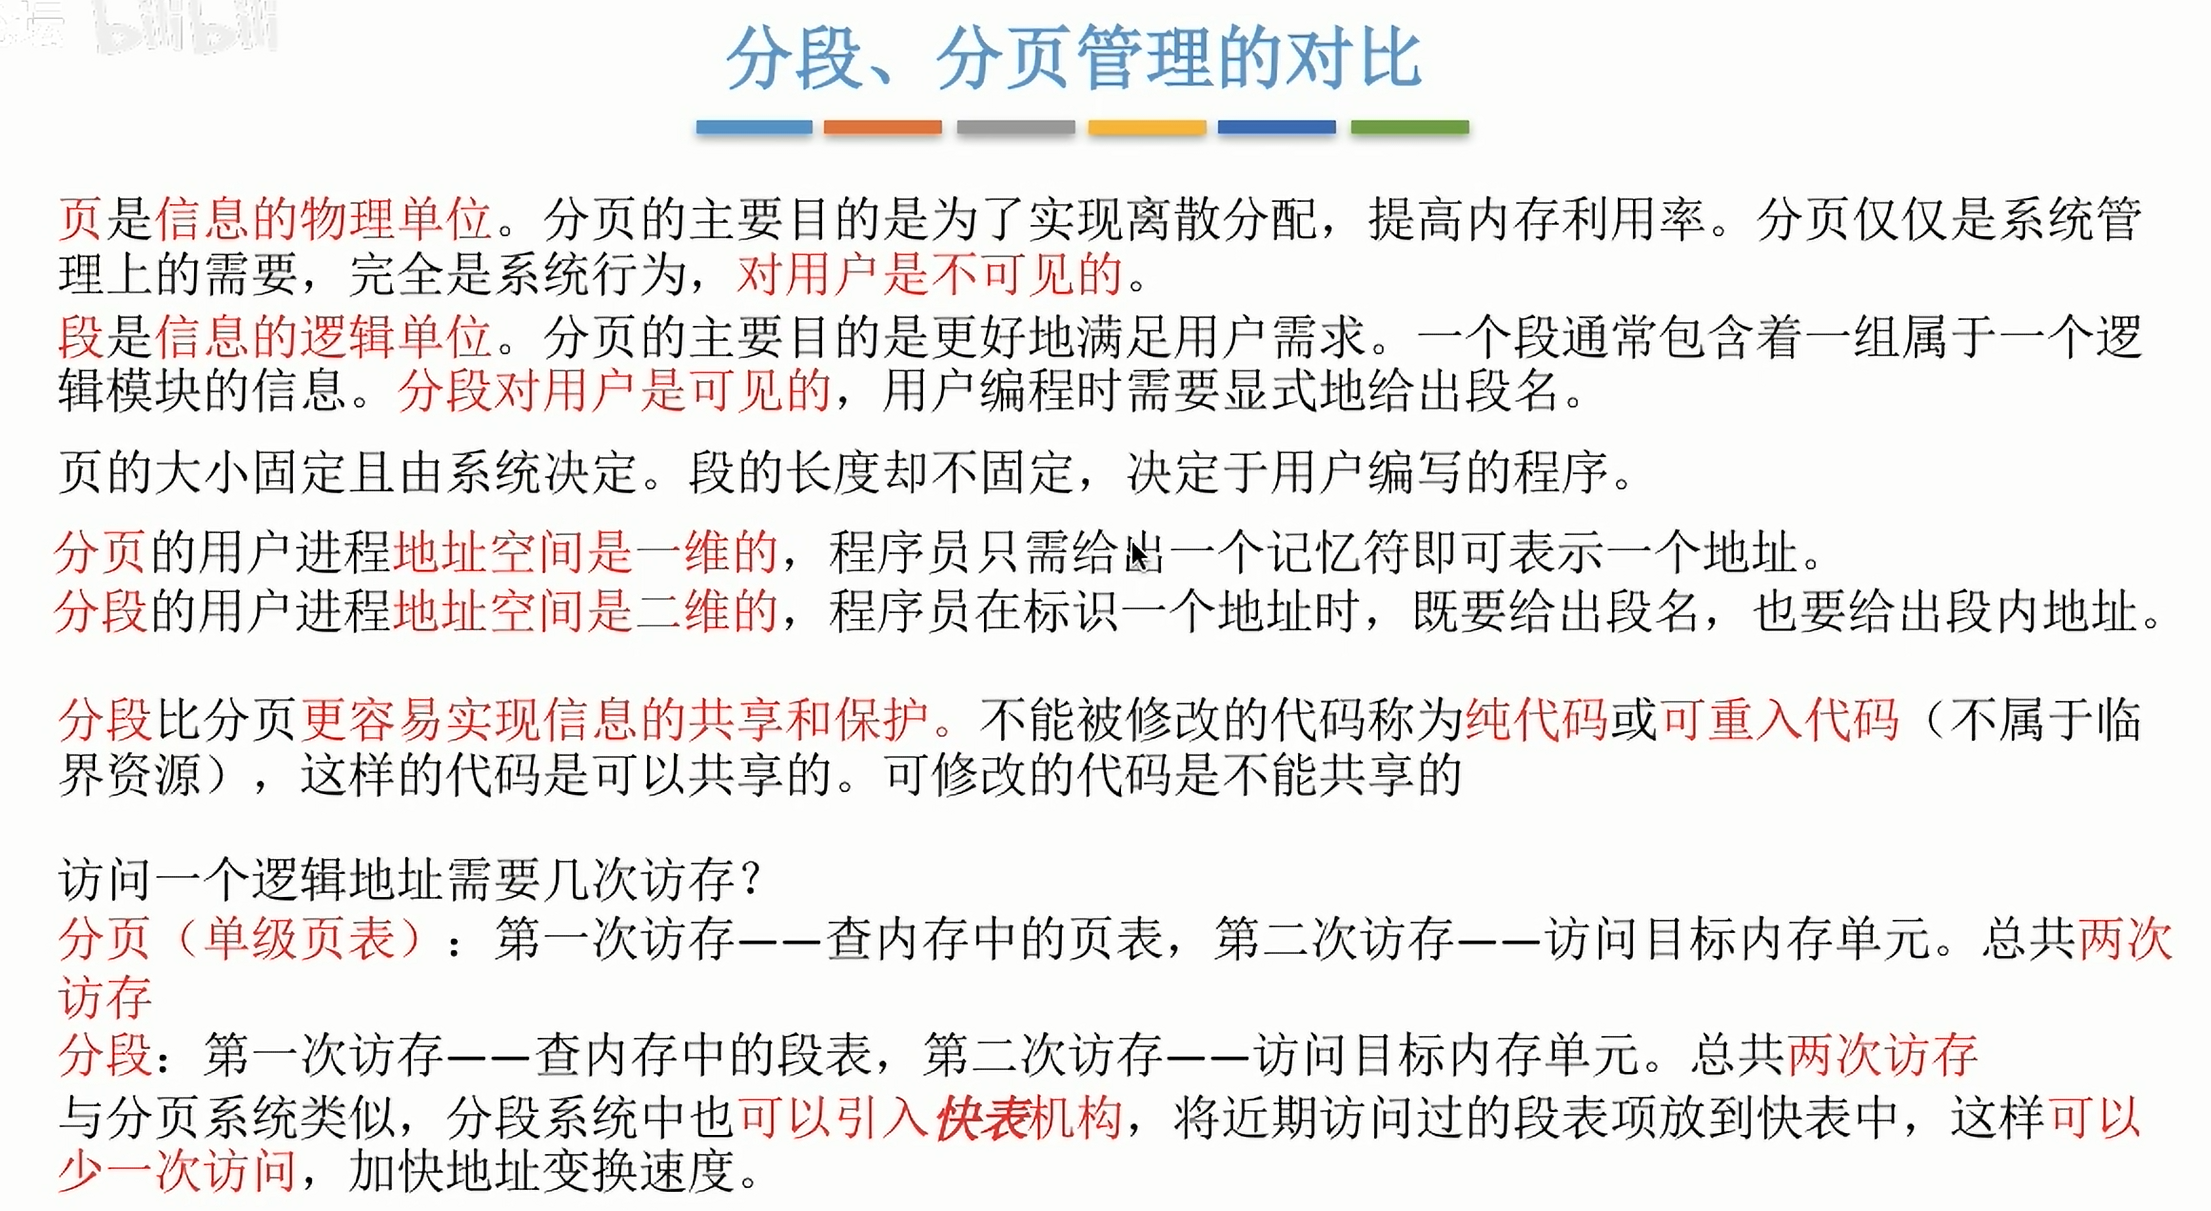 坛 bilibili
分段、分页管理的对比
页是信息的物理单位。分页的主要目的是为了实现离散分配，提高内存利用率。分页仅仅是系统管
理上的需要，完全是系统行为，对用户是不可见的。
段是信息的逻辑单位。分页的主要目的是更好地满足用户需求。一个段通常包含着一组属于一个逻
辑模块的信息。分段对用户是可见的，用户编程时需要显式地给出段名。
页的大小固定且由系统决定。段的长度却不固定，决定于用户编写的程序。
分页的用户进程地址空间是一维的，程序员只需给出一个记忆符即可表示一个地址。
分段的用户进程地址空间是二维的，程序员在标识一个地址时，既要给出段名，也要给出段内地址。
分段比分页更容易实现信息的共享和保护。不能被修改的代码称为纯代码或可重入代码（不属于临
界资源），这样的代码是可以共享的。可修改的代码是不能共享的
访问一个逻辑地址需要几次访存？
分页（单级页表）：第一次访存——查内存中的页表，第二次访存——访问目标内存单元。总共两次
访存
分段：第一次访存——查内存中的段表，第二次访存——访问目标内存单元。总共两次访存
与分页系统类似，分段系统中也可以引入快表机构，将近期访问过的段表项放到快表中，这样可以
少一次访问，加快地址变换速度。